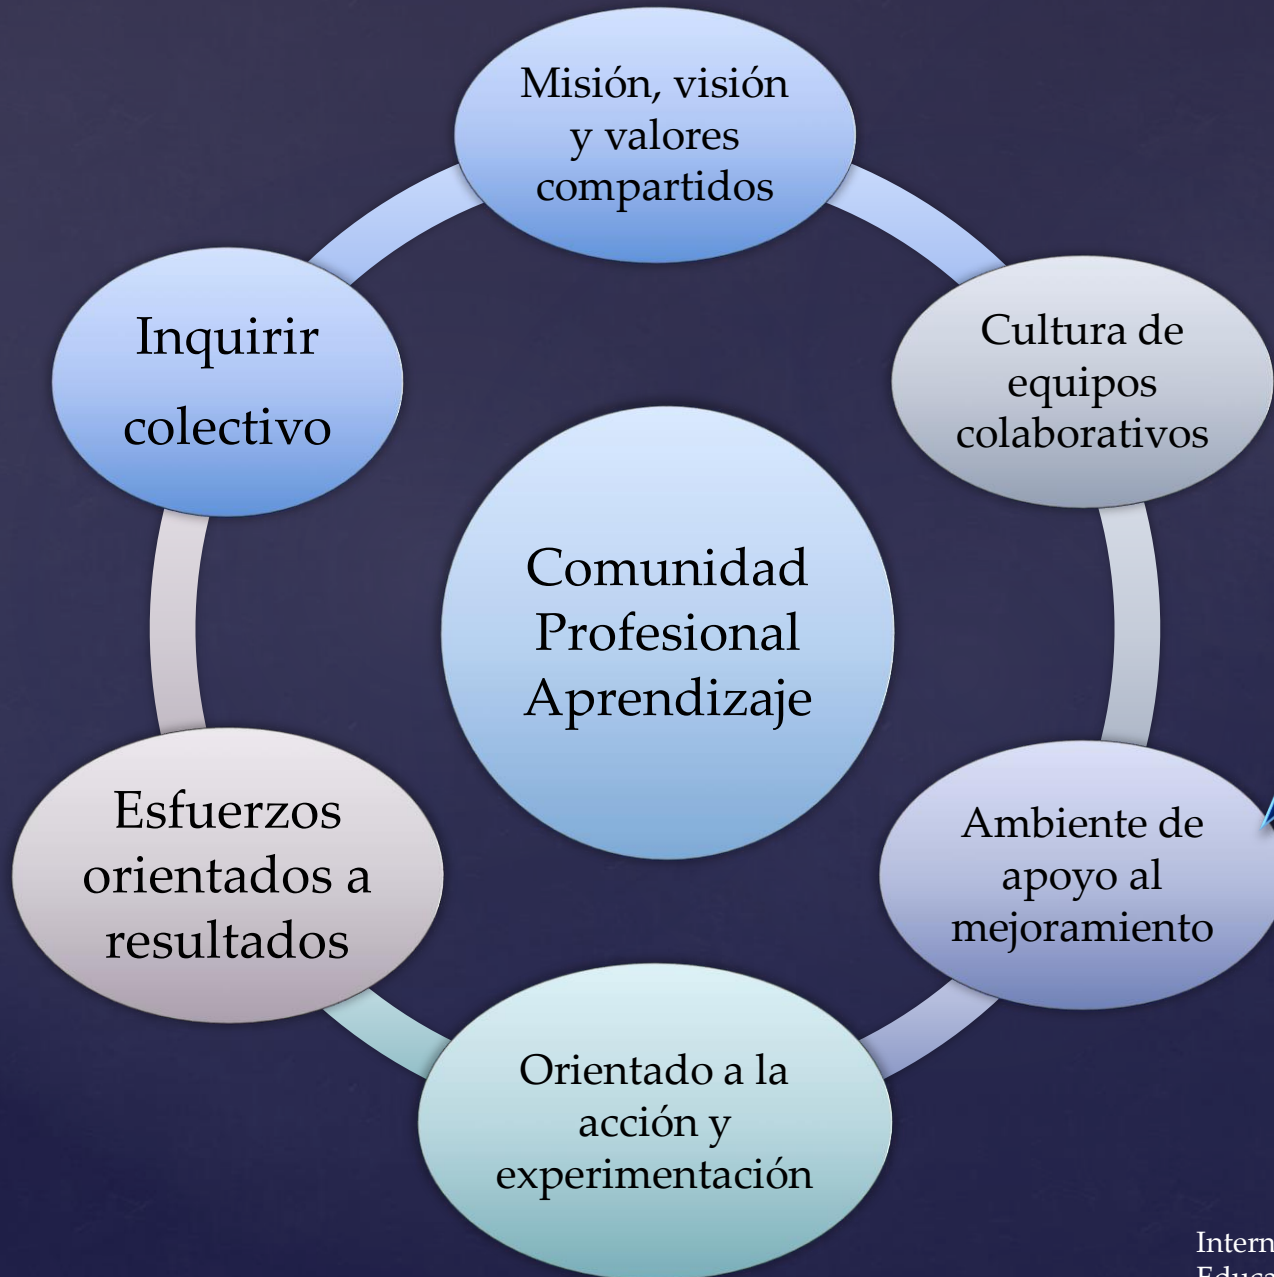 Misión, visión
y valores
compartidos
Cultura de
equipos
colaborativos
Ambiente de
apoyo al
mejoramiento
Orientado a la
acción y
experimentación
Esfuerzos
orientados a
resultados
Inquirir
colectivo
Comunidad
Profesional
Aprendizaje